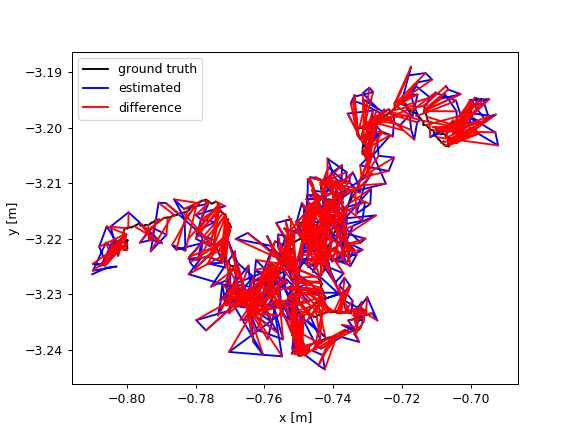 ground truth
estimated
difference
−3.19
−3.20
−3.21
−3.22
−3.23
−3.24
y [m]
−0.80 −0.78 −0.76 −0.74 −0.72 −0.70
x [m]